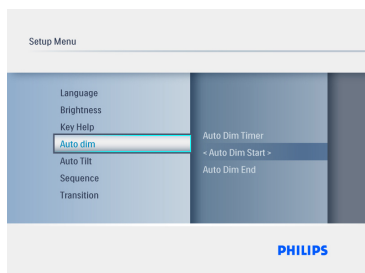 Setup Menu
Language
Brightness
Key Help
Auto dim
Auto Tilt
Sequence
Transition
Auto Dim Timer
< Auto Dim Start >
Auto Dim End
PHILIPS